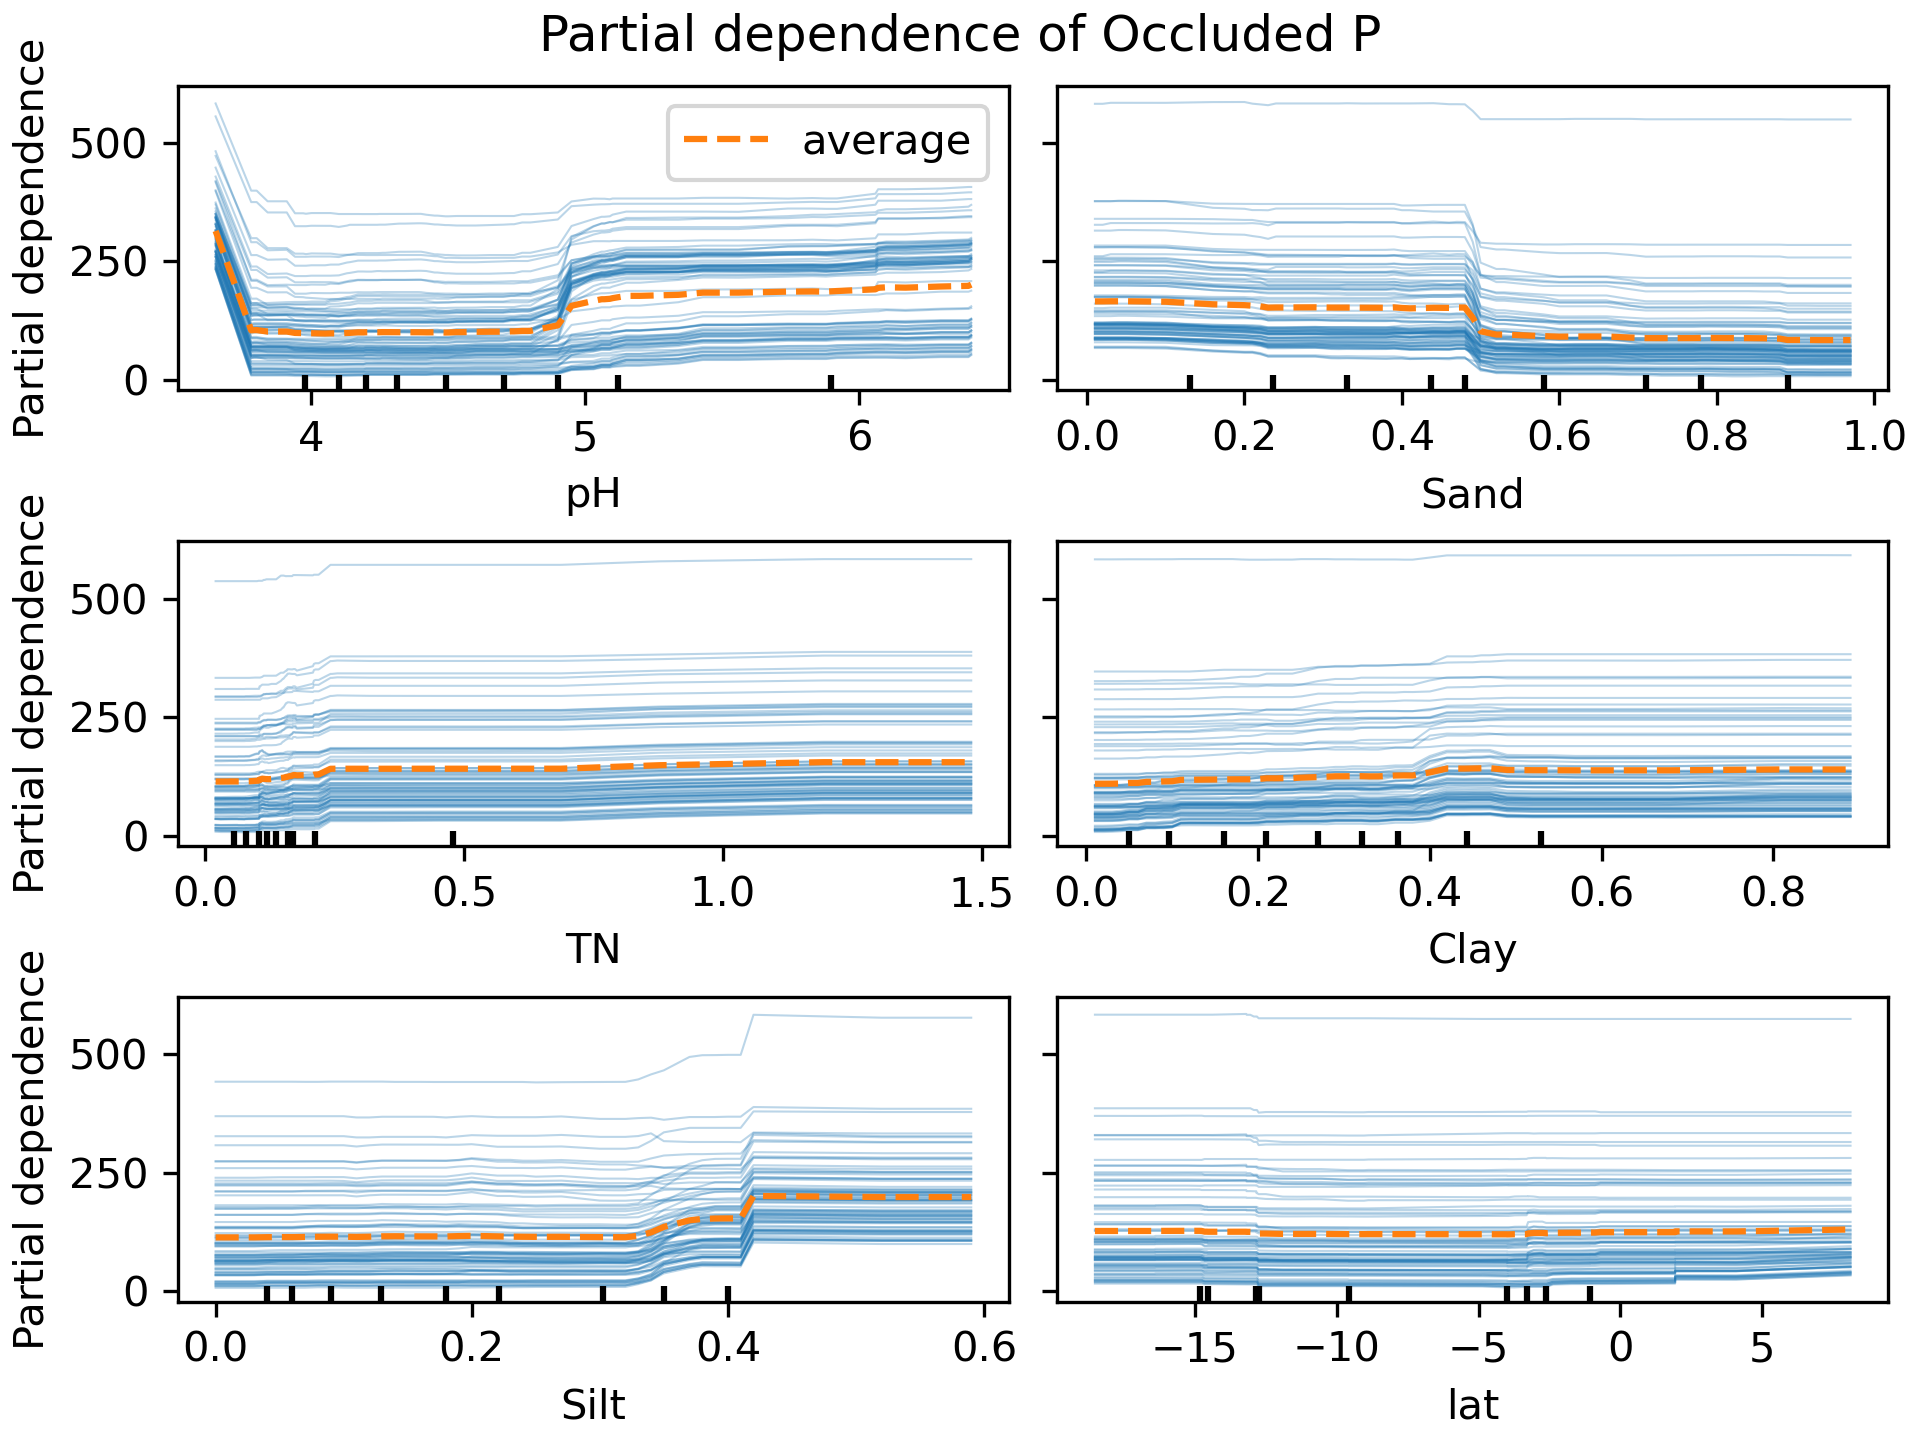 Partial dependence of Occluded P
Partial dependence
500
250
0
average
4 5 6
pH
0.0 0.2 0.4 0.6 0.8 1.0
Sand
Partial dependence
500
250
0
0.0 0.5 1.0 1.5
TN
0.0 0.2 0.4 0.6 0.8
Clay
Partial dependence
500
250
0
0.0 0.2 0.4 0.6
Silt
−15 −10 −5 0 5
lat